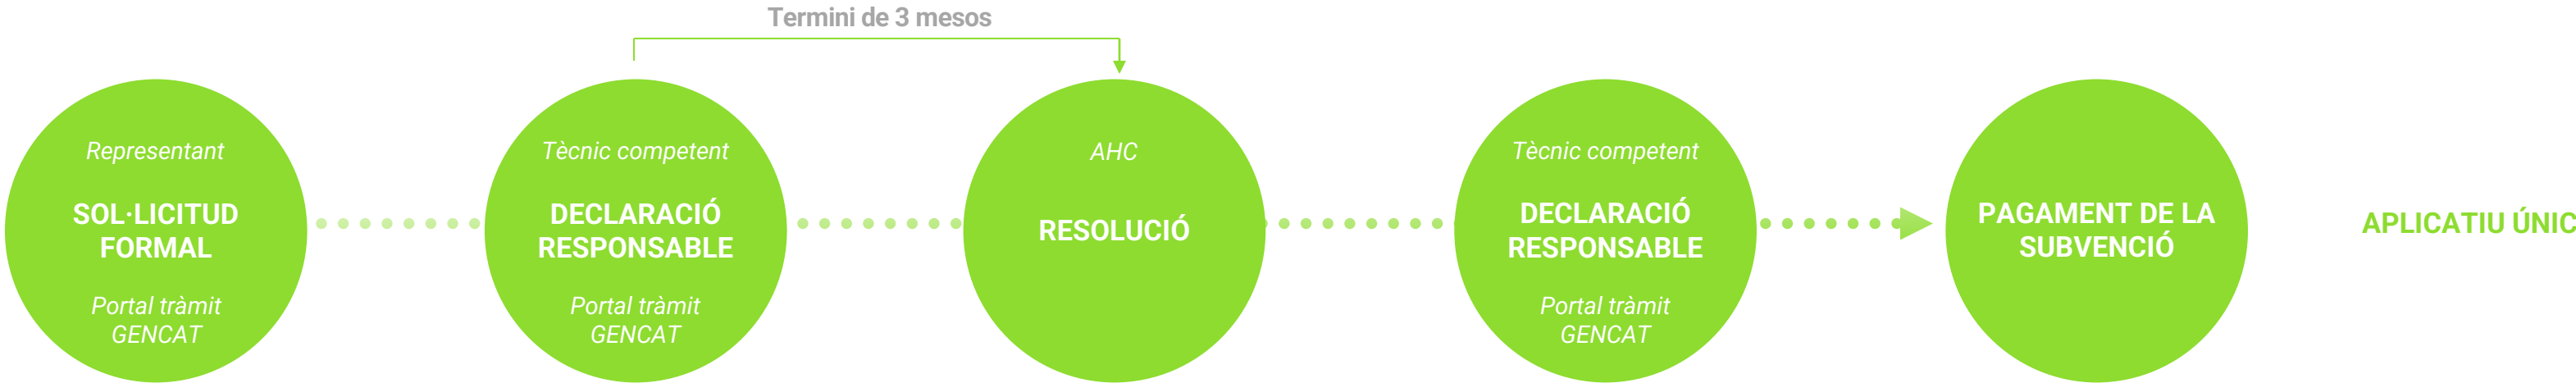 Termini de 3 mesos
Representant
SOL·LICITUD
FORMAL
Portal tràmit
GENCAT
Tècnic competent
DECLARACIÓ
RESPONSABLE
Portal tràmit
GENCAT
AHC
RESOLUCIÓ
Tècnic competent
DECLARACIÓ
RESPONSABLE
Portal tràmit
GENCAT
PAGAMENT DE LA
SUBVENCIÓ
APLICATIU ÚNIC